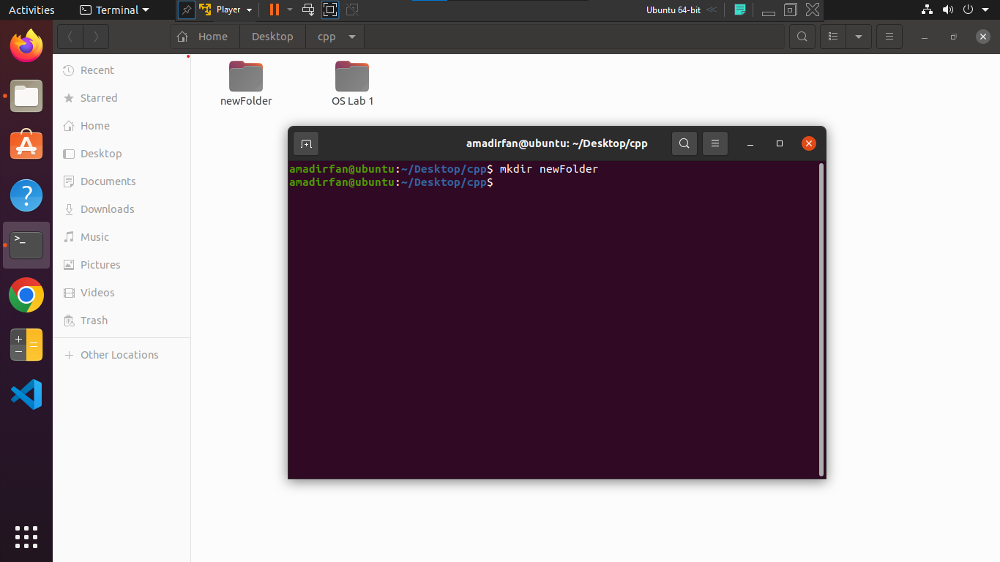 Activities
Terminal
Player
Ubuntu 64-bit
Home
Desktop
cpp
Recent
Starred
Home
Desktop
Documents
Downloads
Music
Pictures
Videos
Trash
Other Locations
newFolder
OS Lab 1
amadirfan@ubuntu: ~/Desktop/cpp
amadirfan@ubuntu:~/Desktop/cpp$ mkdir newFolder
amadirfan@ubuntu:~/Desktop/cpp$